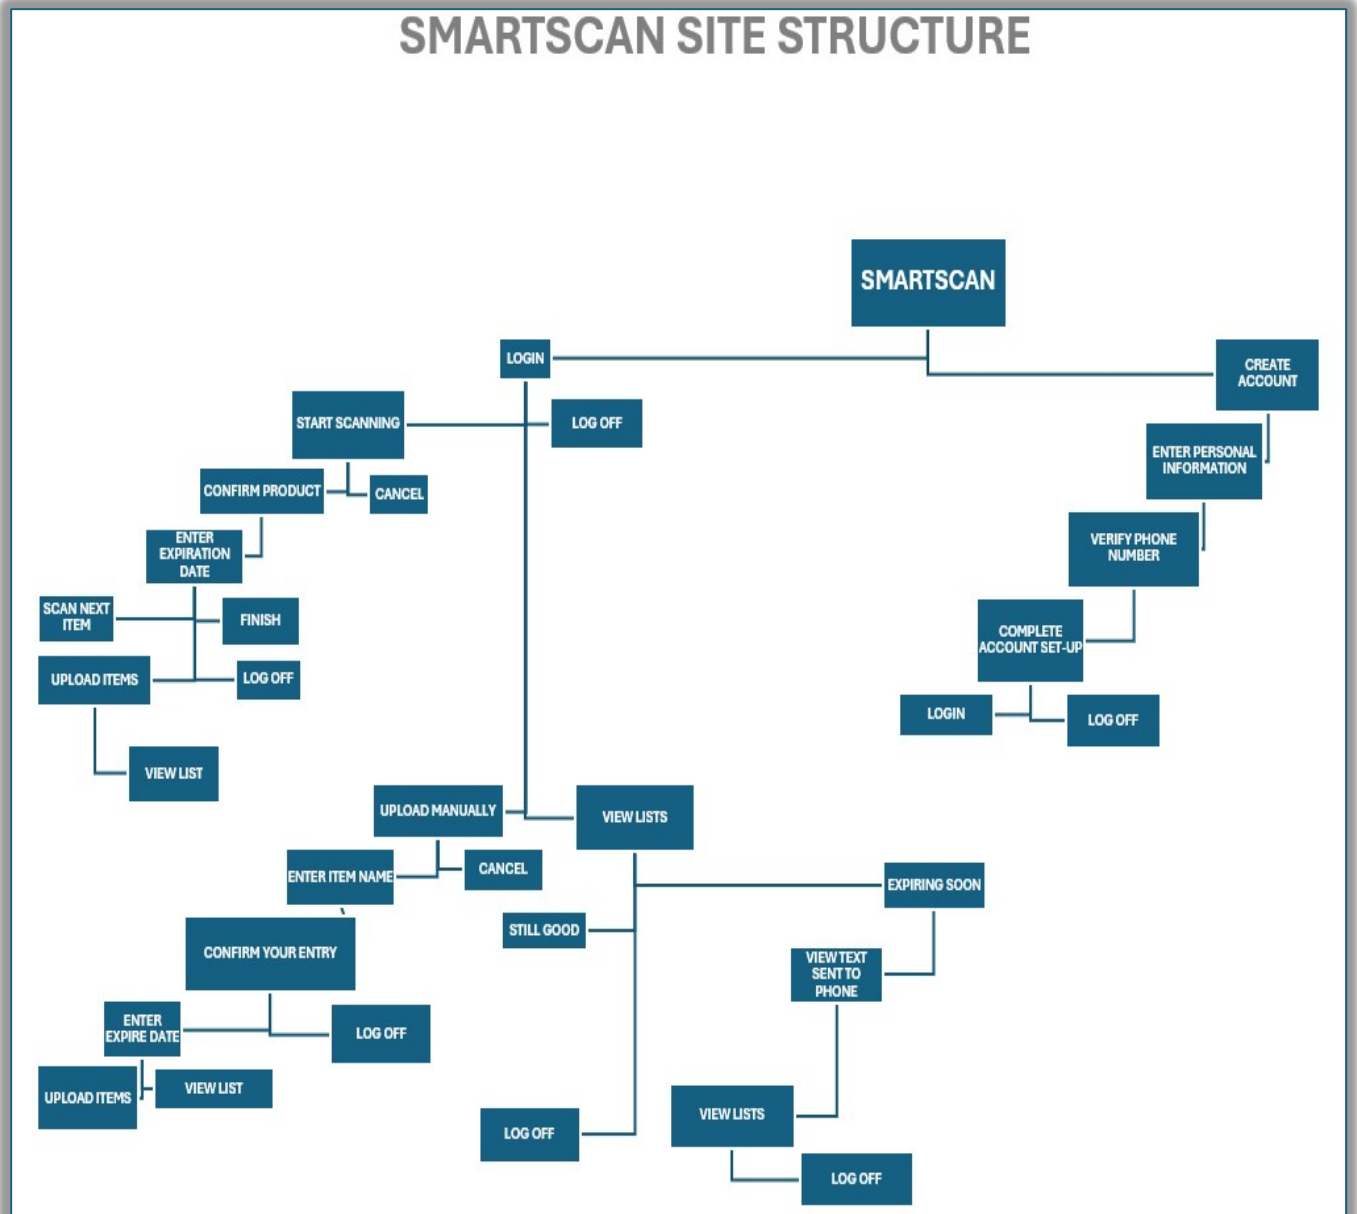 SMARTSCAN SITE STRUCTURE
SMARTSCAN
LOGIN
CREATE
ACCOUNT
START SCANNING
LOG OFF
ENTER PERSONAL
INFORMATION
CONFIRM PRODUCT
CANCEL
ENTER
EXPIRATION
DATE
VERIFY PHONE
NUMBER
SCAN NEXT
ITEM
FINISH
COMPLETE
ACCOUNT SET-UP
UPLOAD ITEMS
LOG OFF
LOGIN
LOG OFF
VIEW LIST
UPLOAD MANUALLY
VIEW LISTS
ENTER ITEM NAME
CANCEL
EXPIRING SOON
STILL GOOD
CONFIRM YOUR ENTRY
VIEW TEXT
SENT TO
PHONE
ENTER
EXPIRE DATE
LOG OFF
UPLOAD ITEMS
VIEW LIST
LOG OFF
VIEW LISTS
LOG OFF